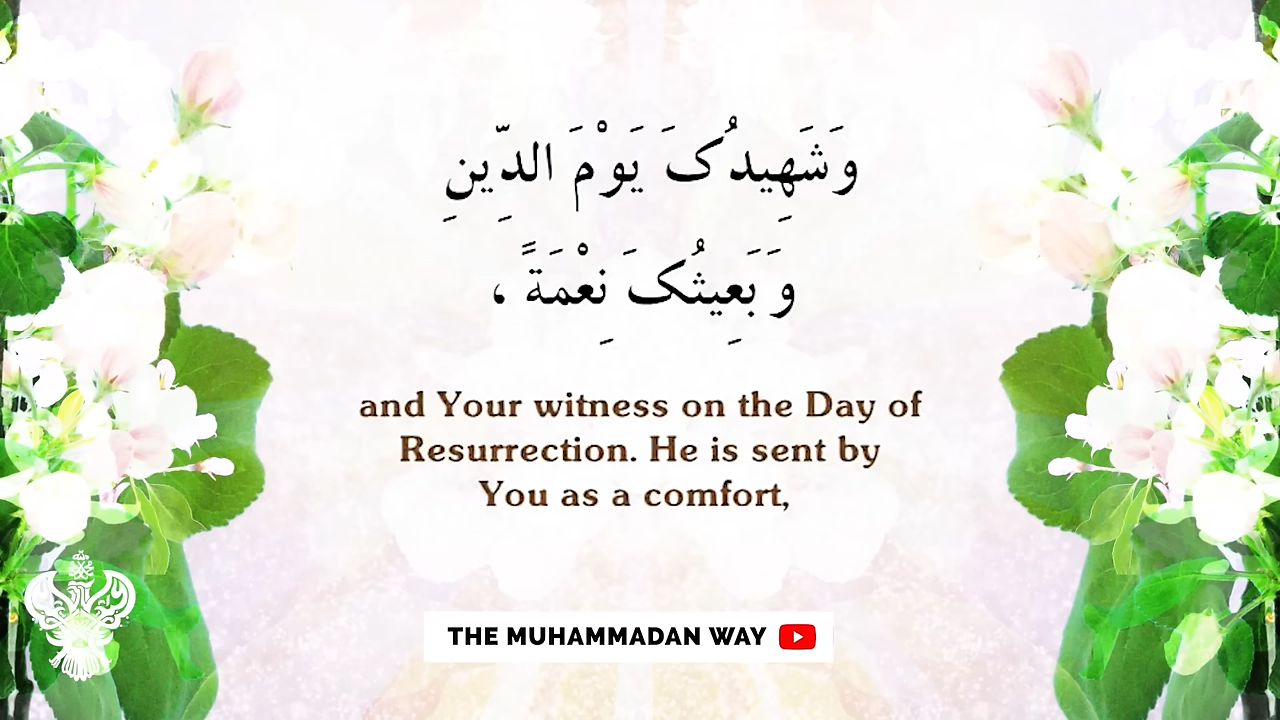 وَشَهِيدُکَ يَوْمَ الدِّينِ
وَبَعِيثُکَ نِعْمَةً ،
and Your witness on the Day of
Resurrection. He is sent by
You as a comfort,
THE MUHAMMADAN WAY